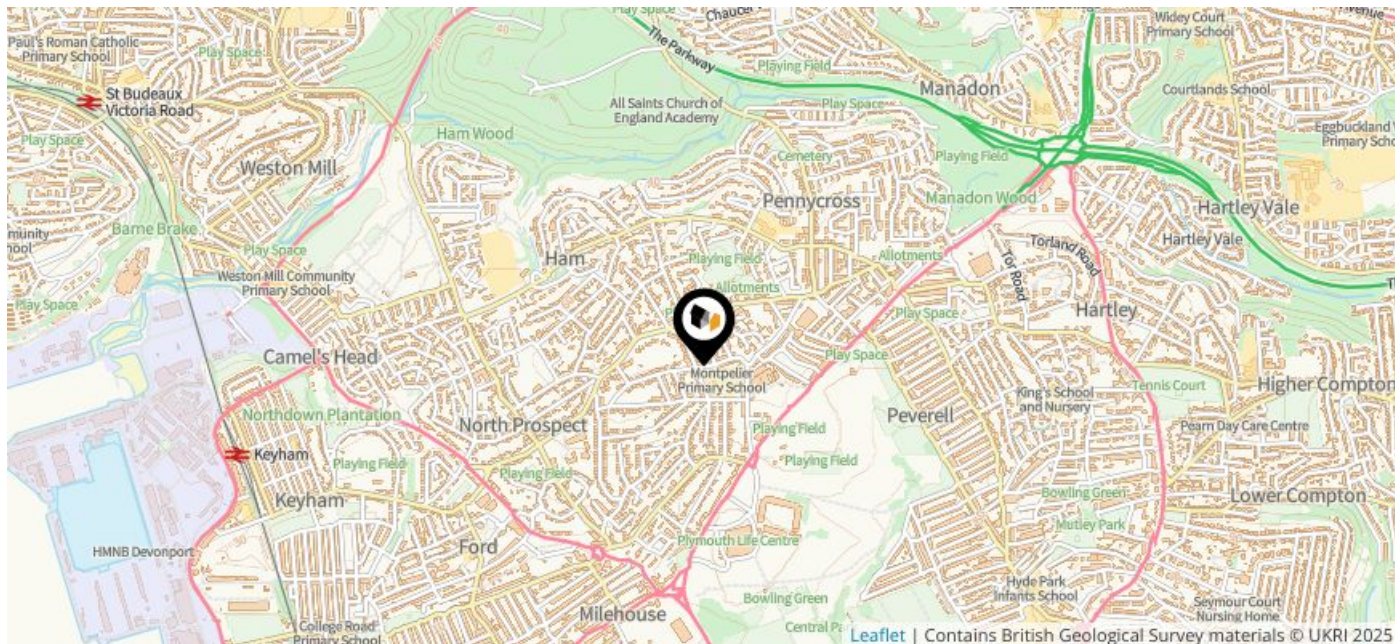 Chaucer
Widey Court
Primary School
Paul's Roman Catholic
Primary School
Play Space
40
20
The Parkway
Playing Field
Manadon
Courtlands School
St Budeaux
Victoria Road
All Saints Church of
England Academy
Play Space
Ham Wood
Eggbuckland
Primary Scho
Play Space
Weston Mill
Cemetery
Playing Field
Pennycross
Manadon Wood
Hartley Vale
Barne Brake
munity
hool
Play Space
Torland Road
Hartley Vale
Ham
Playing Field
Allotments
Tor Road
Weston Mill Community
Primary School
Allotments
Play Space
Play Space
Hartley
Camel's Head
Play Space
Montpelier
Primary School
Tennis Court
Higher Compton
King's School
and Nursery
Northdown Plantation
Peverell
North Prospect
Playing Field
Pearn Day Care Centre
Keyham
Playing Field
Playing Field
Playing Field
Keyham
Bowling Green
Lower Compton
Mutley Park
HMNB Devonport
Ford
Plymouth Life Centre
Hyde Park
Infants School
Milehouse
Bowling Green
Seymour Court
Nursing Home
College Road
Primary School
Central Pa
Leaflet | Contains British Geological Survey materials © UKRI 2025